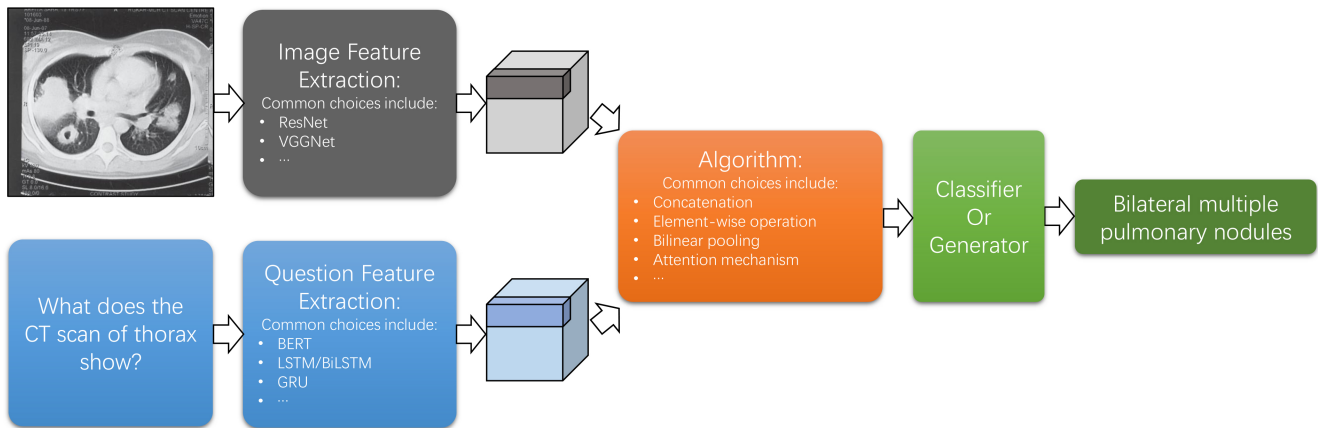 Image Feature
Extraction:
Common choices include:
• ResNet
• VGGNet
• ...
What does the
CT scan of thorax
show?
Question Feature
Extraction:
Common choices include:
• BERT
• LSTM/BiLSTM
• GRU
• ...
Algorithm:
Common choices include:
• Concatenation
• Element-wise operation
• Bilinear pooling
• Attention mechanism
• ...
Classifier
Or
Generator
Bilateral multiple
pulmonary nodules